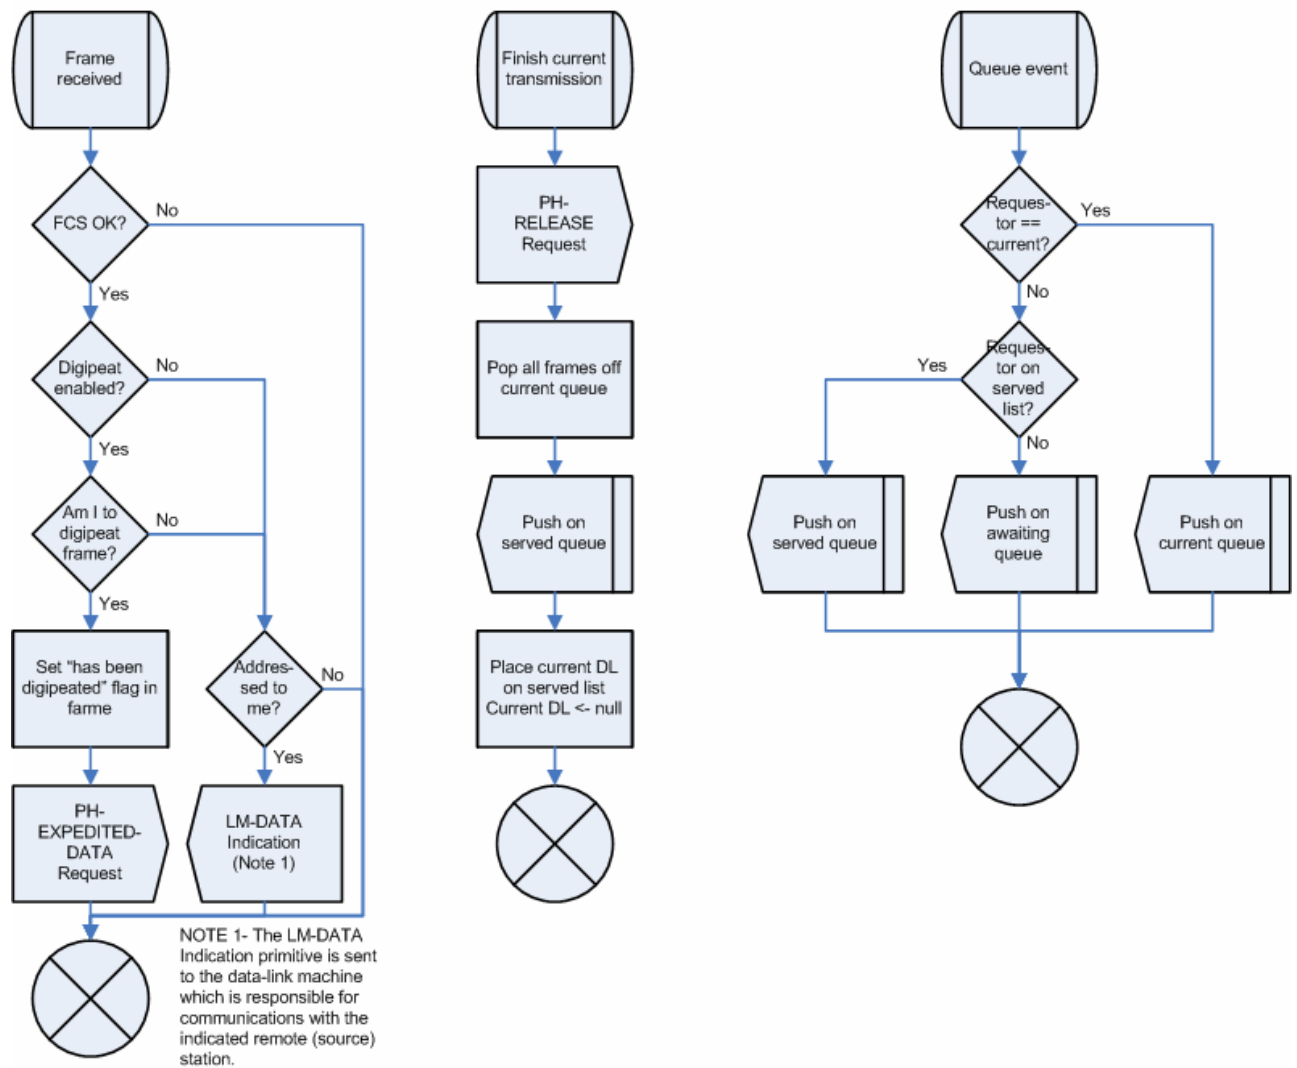 Frame
received
FCS OK?
No
Yes
Digipeat
enabled?
No
Yes
Am I to
digipeat
frame?
No
Yes
Set "has been
digipeated" flag in
farme
Addres-
sed to
me?
No
Yes
PH-
EXPEDITED-
DATA
Request
LM-DATA
Indication
(Note 1)
NOTE 1- The LM-DATA
Indication primitive is sent
to the data-link machine
which is responsible for
communications with the
indicated remote (source)
station.
Finish current
transmission
PH-
RELEASE
Request
Pop all frames off
current queue
Push on
served queue
Place current DL
on served list
Current DL <- null
Queue event
Reques-
tor ==
current?
Yes
No
Reques-
tor on
served
list?
Yes
No
Push on
served queue
Push on
awaiting
queue
Push on
current queue